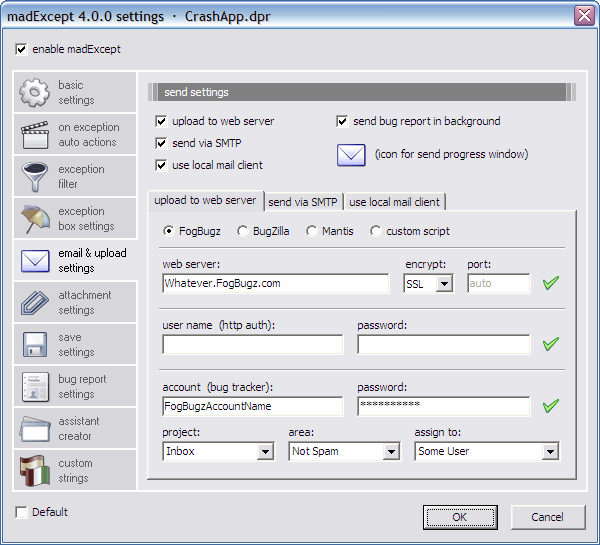 madExcept 4.0.0 settings · CrashApp.dpr
enable madExcept
basic
settings
on exception
auto actions
exception
filter
exception
box settings
email & upload
settings
attachment
settings
save
settings
bug report
settings
assistant
creator
custom
strings
send settings
upload to web server
send bug report in background
send via SMTP
use local mail client
(icon for send progress window)
upload to web server send via SMTP use local mail client
FogBugz BugZilla Mantis custom script
web server: encrypt: port:
Whatever.FogBugz.com SSL auto
user name (http auth): password:
account (bug tracker): password:
FogBugzAccountName **********
project: area: assign to:
Inbox Not Spam Some User
Default
OK Cancel